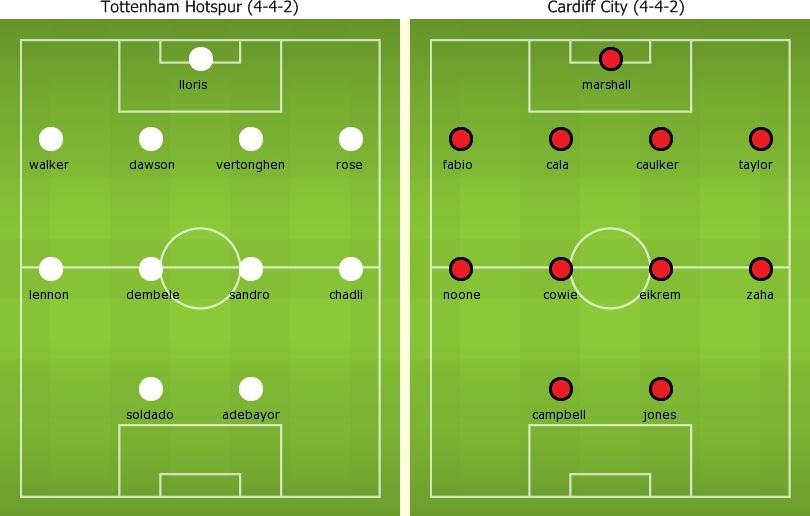 Tottenham Hotspur (4-4-2)
lloris
walker dawson vertonghen rose
lennon dembele sandro chadli
soldado adebayor
Cardiff City (4-4-2)
marshall
fabio cala caulker taylor
noone cowie eikrem zaha
campbell jones